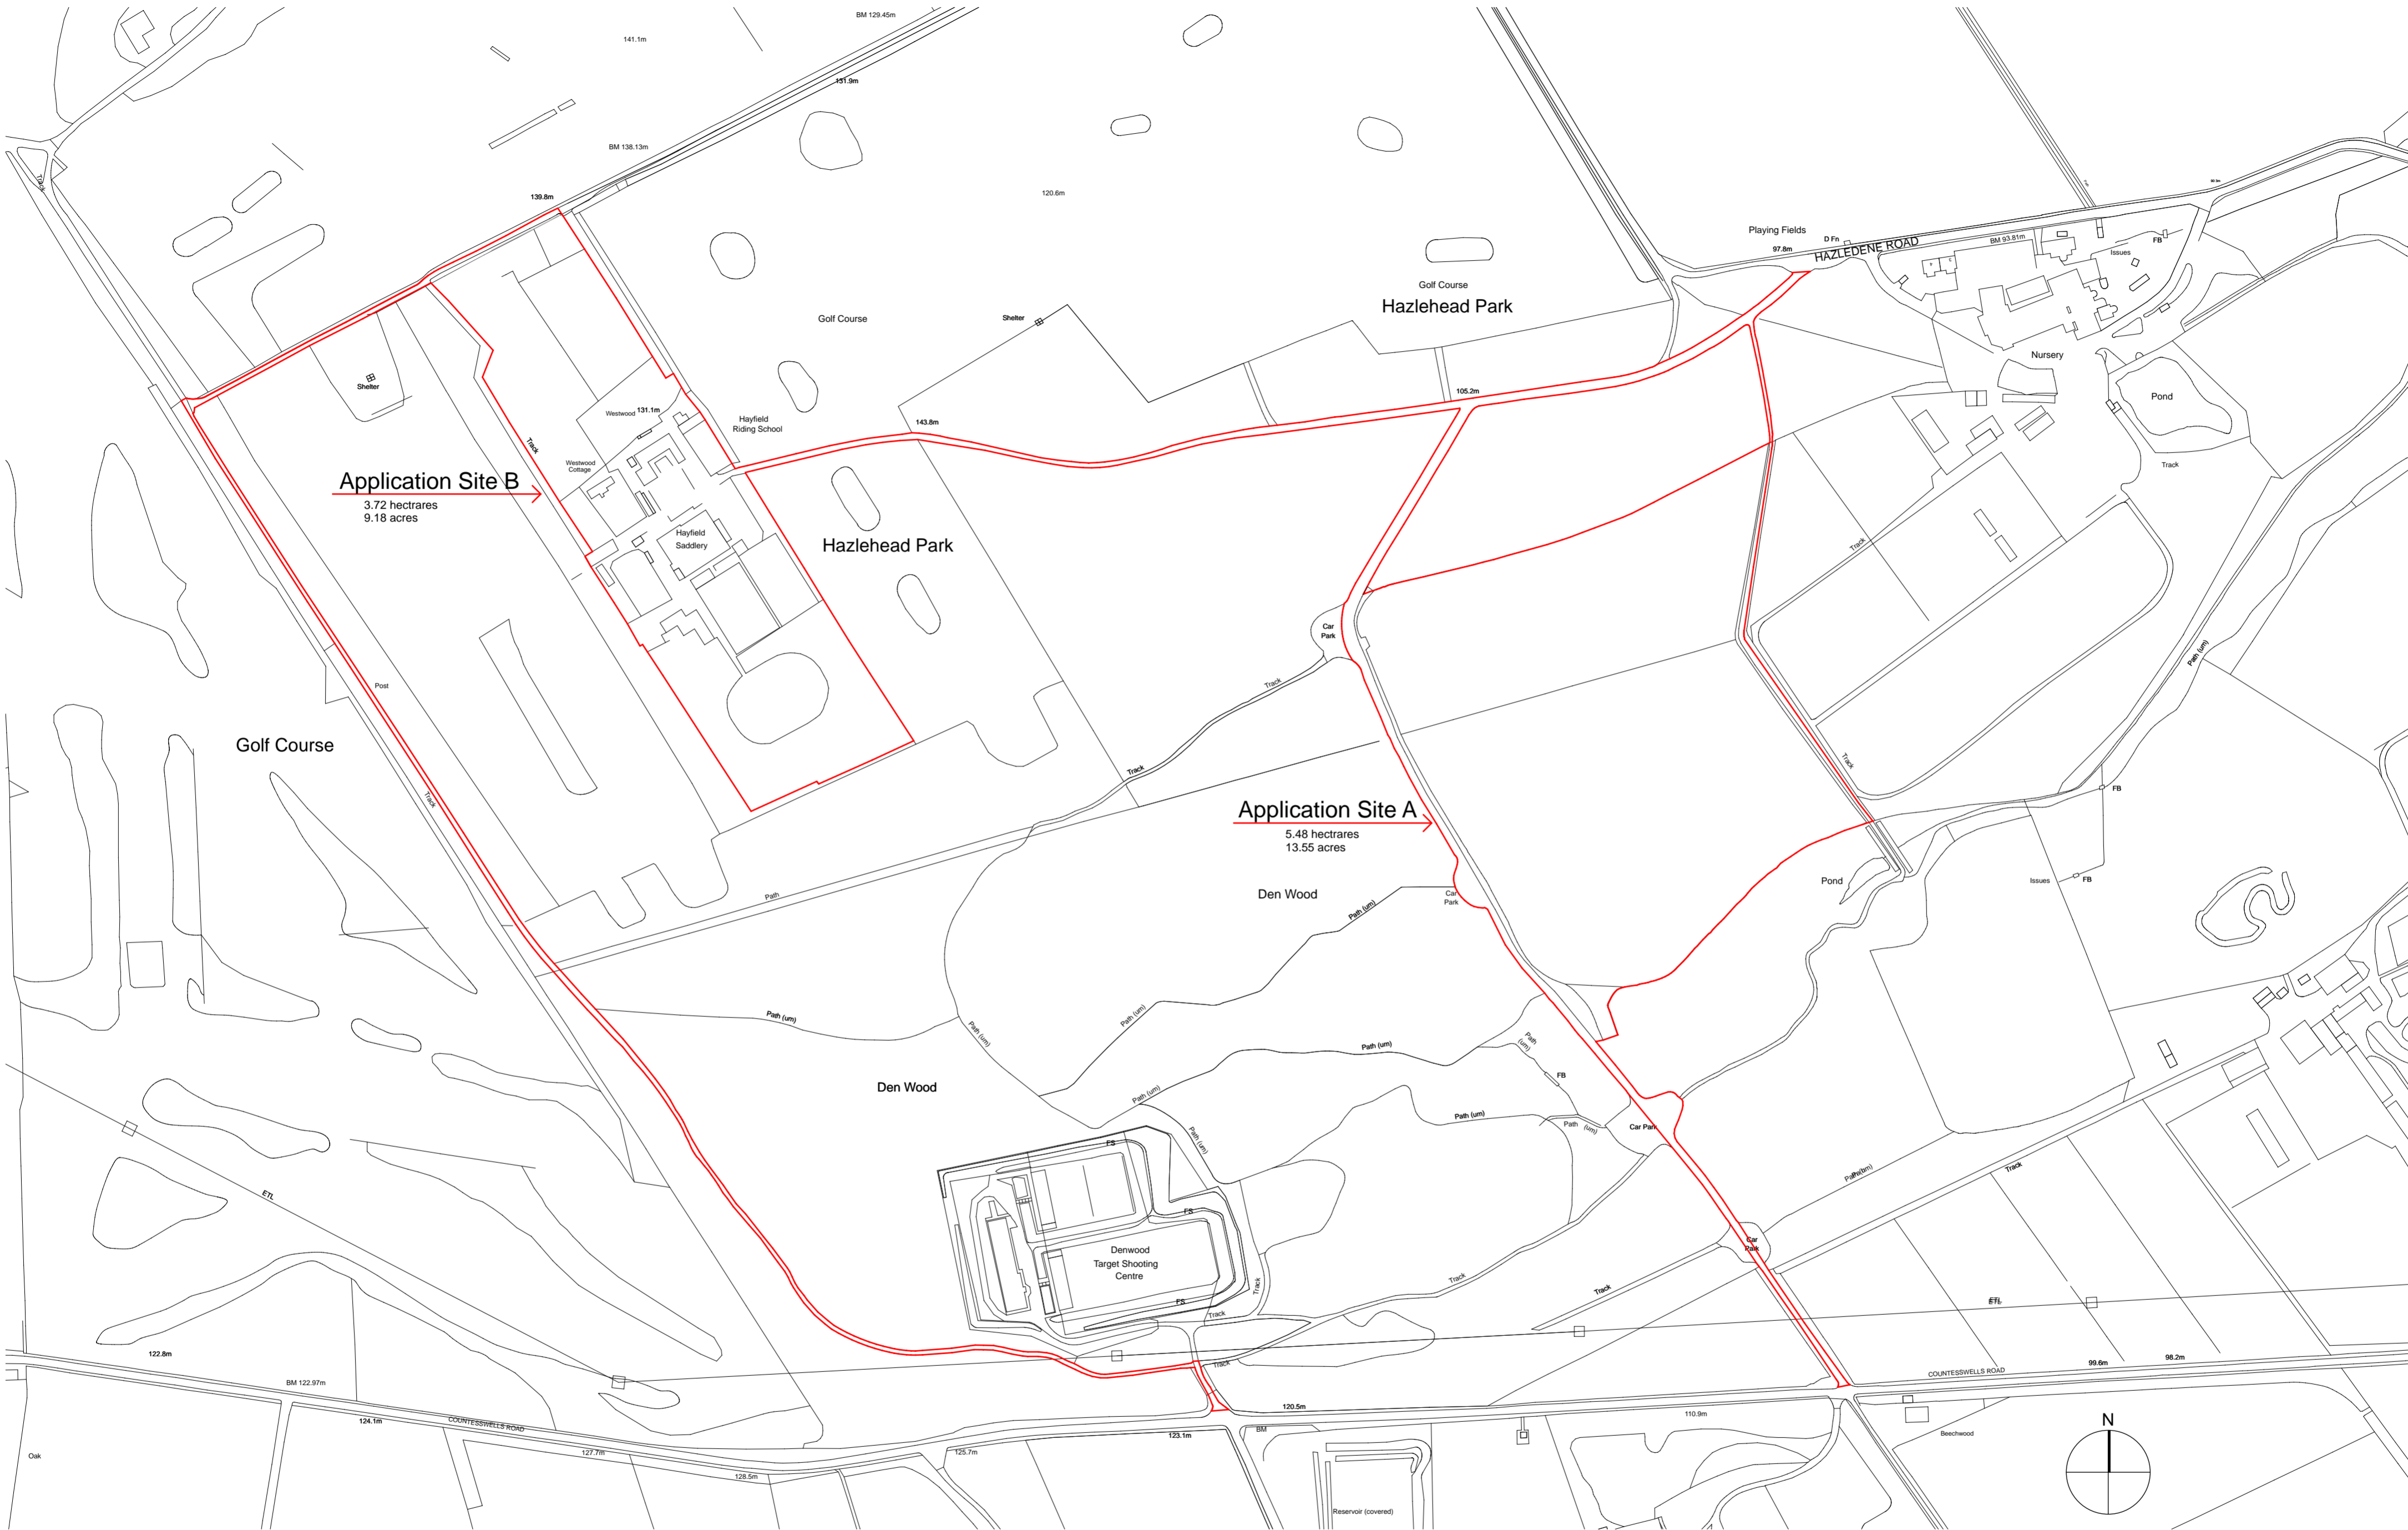 BM 129.45m
141.1m
131.9m
BM 138.13m
Track
139.8m
120.6m
Playing Fields
97.8m
D Fn
HAZLEDENE ROAD
BM 93.81m
FB
Issues
Golf Course
Hazlehead Park
Golf Course
Shelter
Nursery
Pond
Track
Shelter
105.2m
Westwood
131.1m
Hayfield
Riding School
143.8m
Track
Westwood
Cottage
Application Site B
3.72 hectrares
9.18 acres
Hayfield
Saddlery
Hazlehead Park
Track
Car
Park
Path (um)
Track
Post
Golf Course
Track
Track
Track
FB
Application Site A
5.48 hectrares
13.55 acres
Path
Den Wood
Car
Park
Path (um)
Pond
Issues
FB
Path (um)
Path (um)
Path (um)
Path (um)
Path
(um)
FB
Den Wood
Path (um)
Path (um)
Path
(um)
Car Park
Path (um)
FS
ETL
FS
Denwood
Target Shooting
Centre
Track
FS
Track
Track
Track
Car
Park
Track
Track
ETL
122.8m
BM 122.97m
124.1m
COUNTESSWELLS ROAD
127.7m
128.5m
125.7m
123.1m
BM
120.5m
110.9m
COUNTESSWELLS ROAD
99.6m
98.2m
Beechwood
N
Oak
Reservoir (covered)